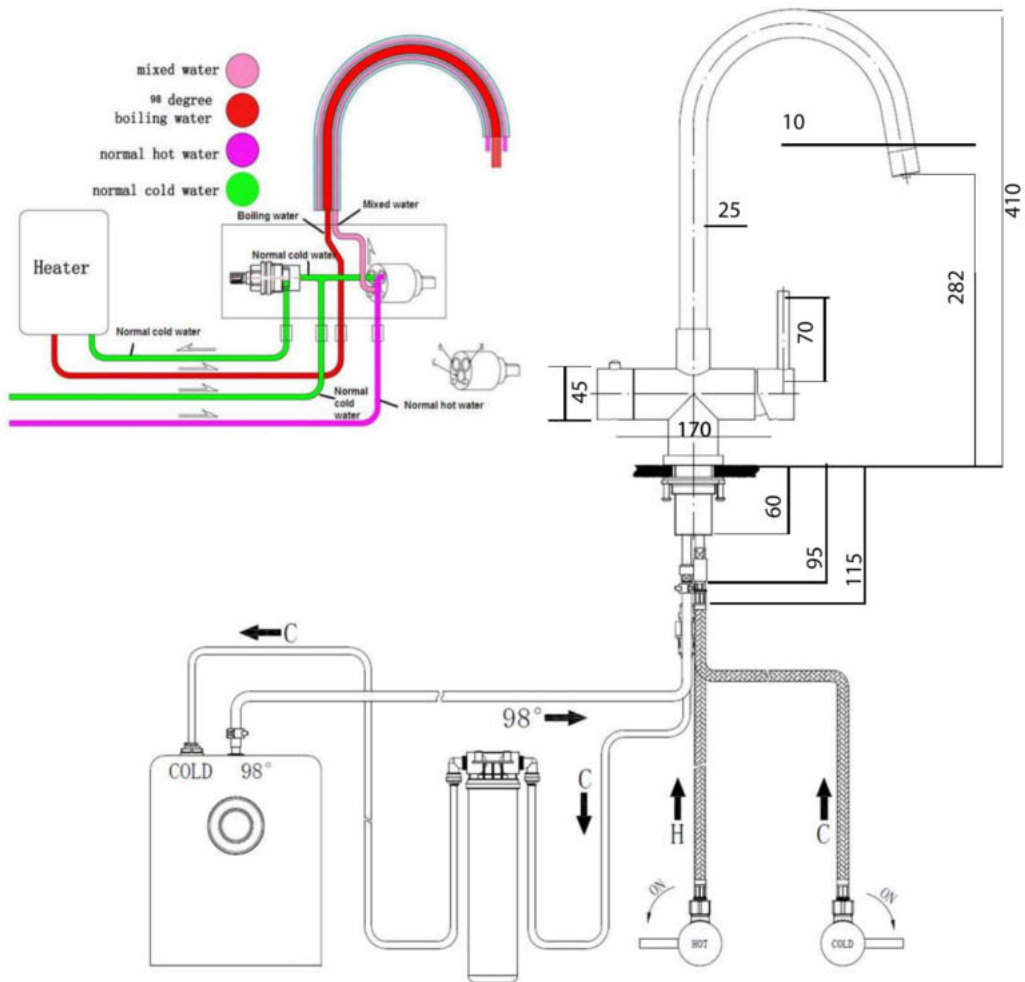 mixed water
98 degree
boiling water
normal hot water
normal cold water
Boiling water
Mixed water
Normal cold water
Heater
Normal cold water
Normal
cold
water
Normal hot water
A
B
C
10
25
410
282
70
45
170
60
95
115
C
98°
COLD 98°
C
H
C
ON
ON
HOT
COLD